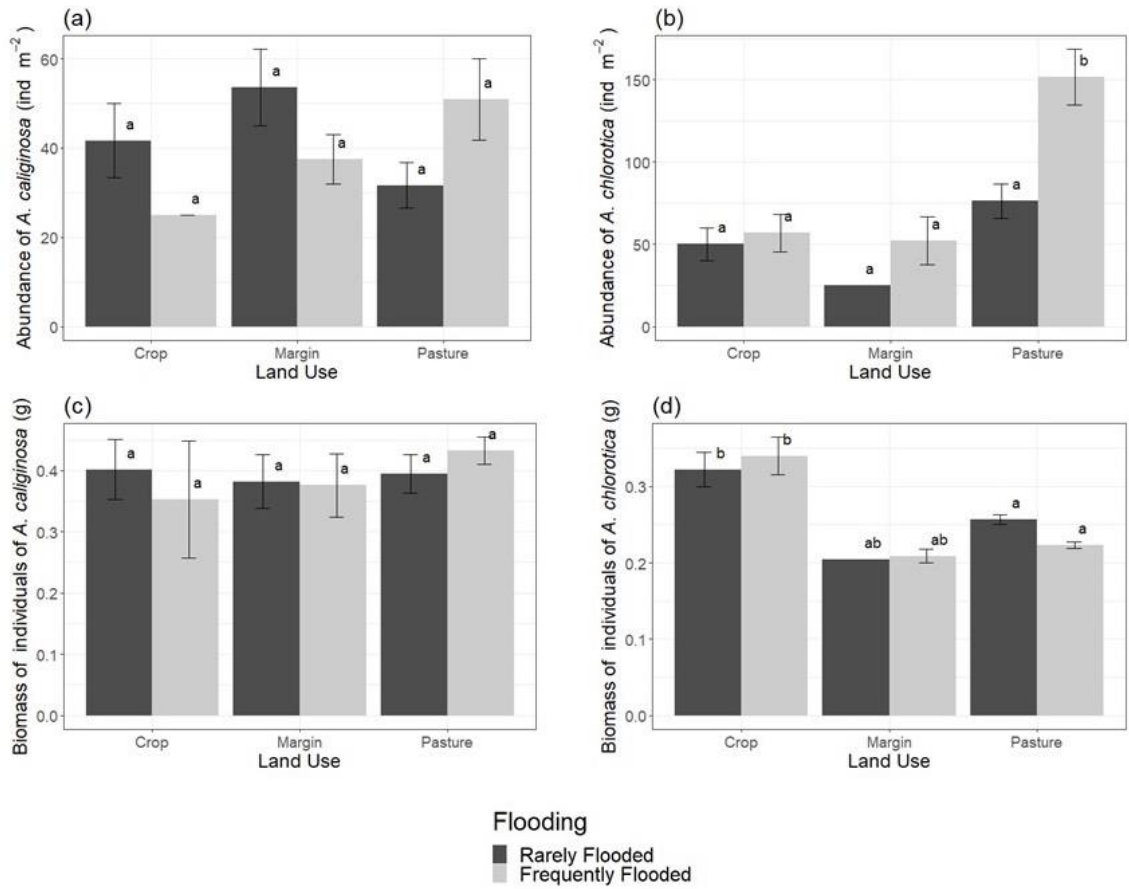 (a)
Abundance of A. caliginosa (ind m⁻²)
60
40
20
0
a
a
a
a
a
a
Crop
Margin
Pasture
Land Use
(b)
Abundance of A. chlorotica (ind m⁻²)
150
100
50
0
a
a
a
a
a
b
Crop
Margin
Pasture
Land Use
(c)
Biomass of individuals of A. caliginosa (g)
0.4
0.3
0.2
0.1
0.0
a
a
a
a
a
a
Crop
Margin
Pasture
Land Use
(d)
Biomass of individuals of A. chlorotica (g)
0.3
0.2
0.1
0.0
b
b
ab
ab
a
a
Crop
Margin
Pasture
Land Use
Flooding
Rarely Flooded
Frequently Flooded